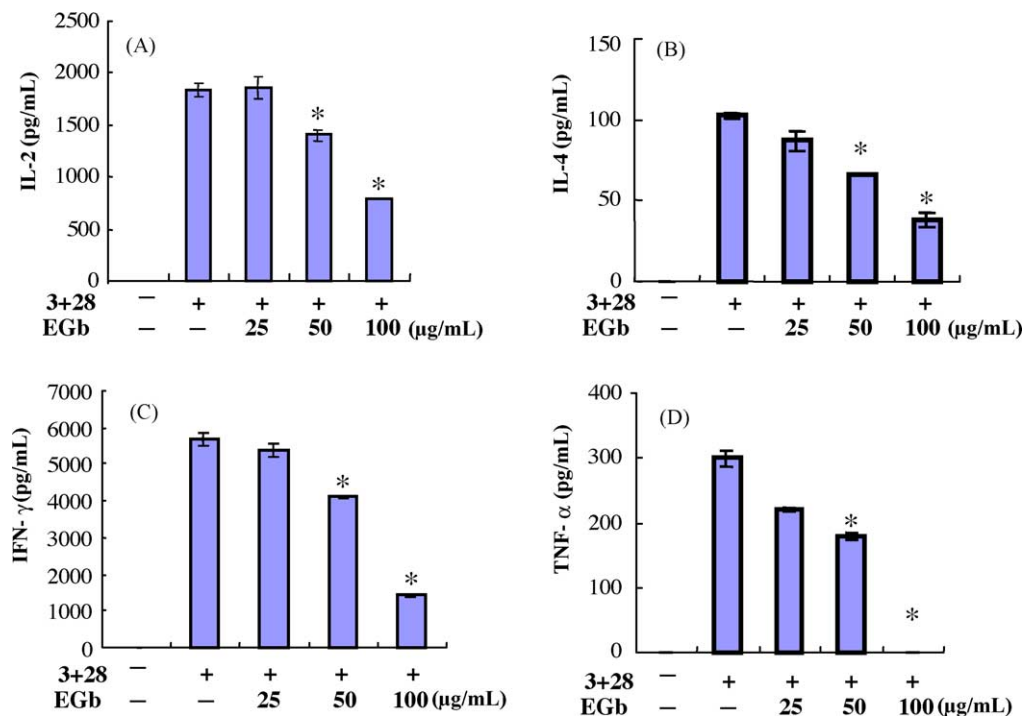 (A)
IL-2 (pg/mL)
2500
2000
1500
1000
500
0
*
*
3+28 — + + + +
EGb — — 25 50 100 (μg/mL)
(B)
IL-4 (pg/mL)
150
100
50
0
*
*
3+28 — + + + +
EGb — — 25 50 100 (μg/mL)
(C)
IFN- γ (pg/mL)
7000
6000
5000
4000
3000
2000
1000
0
*
*
3+28 — + + + +
EGb — — 25 50 100 (μg/mL)
(D)
TNF- α (pg/mL)
400
300
200
100
0
*
*
3+28 — + + + +
EGb — — 25 50 100 (μg/mL)